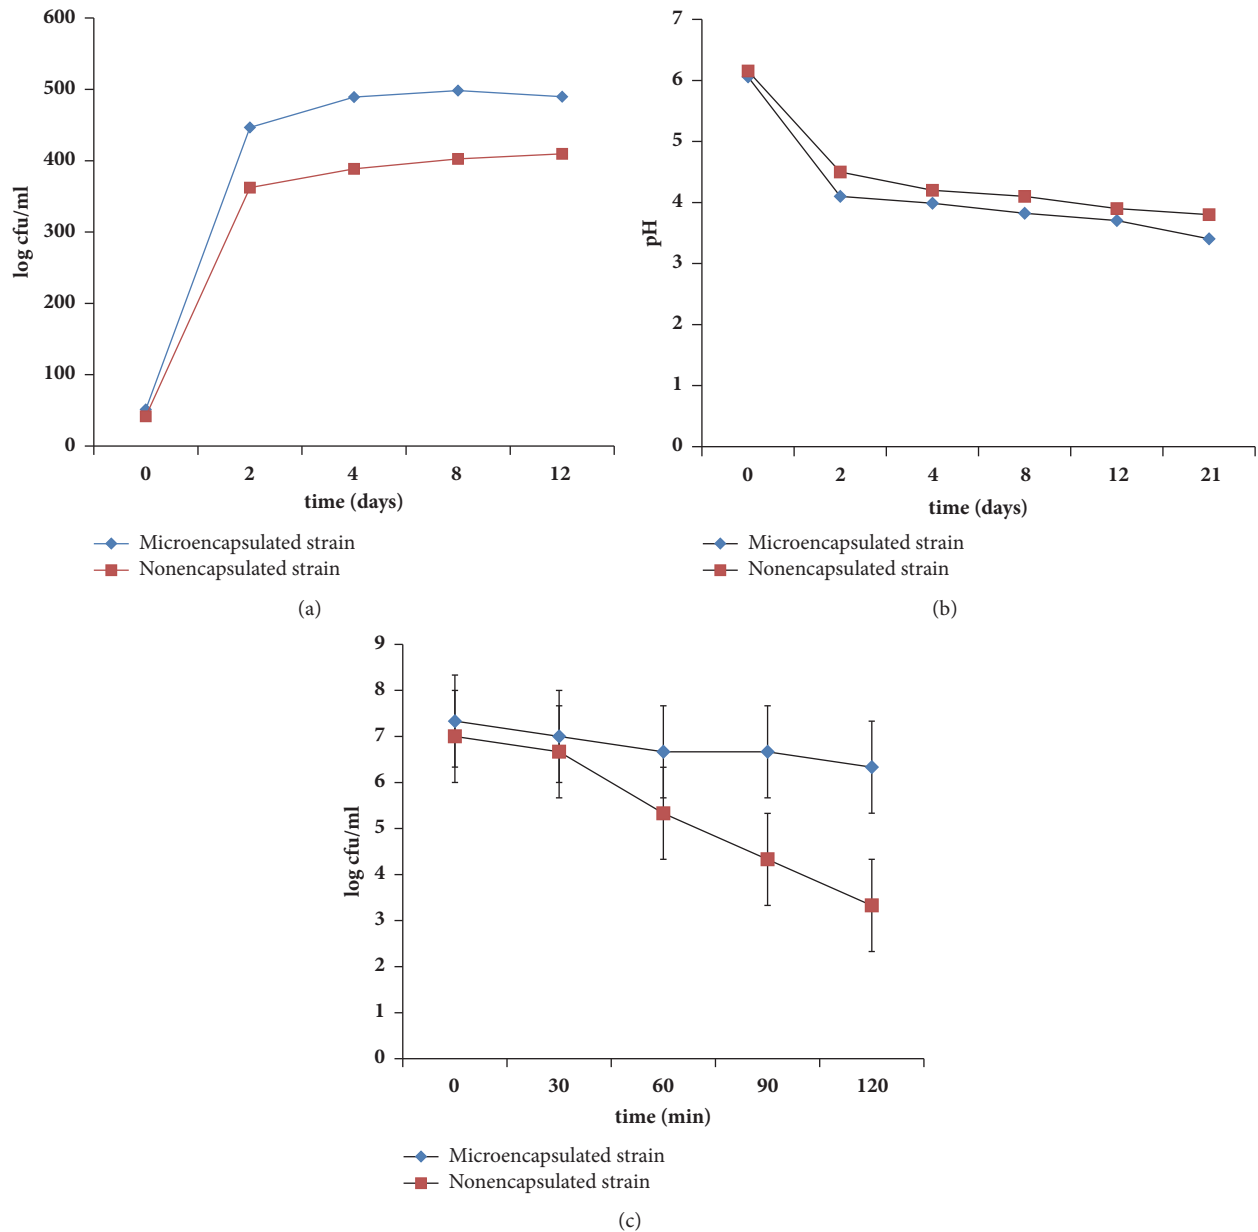 600
500
400
300
200
100
0
log cfu/ml
0 2 4 8 12
time (days)
Microencapsulated strain
Nonencapsulated strain
(a)
7
6
5
4
3
2
1
0
pH
0 2 4 8 12 21
time (days)
Microencapsulated strain
Nonencapsulated strain
(b)
9
8
7
6
5
4
3
2
1
0
log cfu/ml
0 30 60 90 120
time (min)
Microencapsulated strain
Nonencapsulated strain
(c)